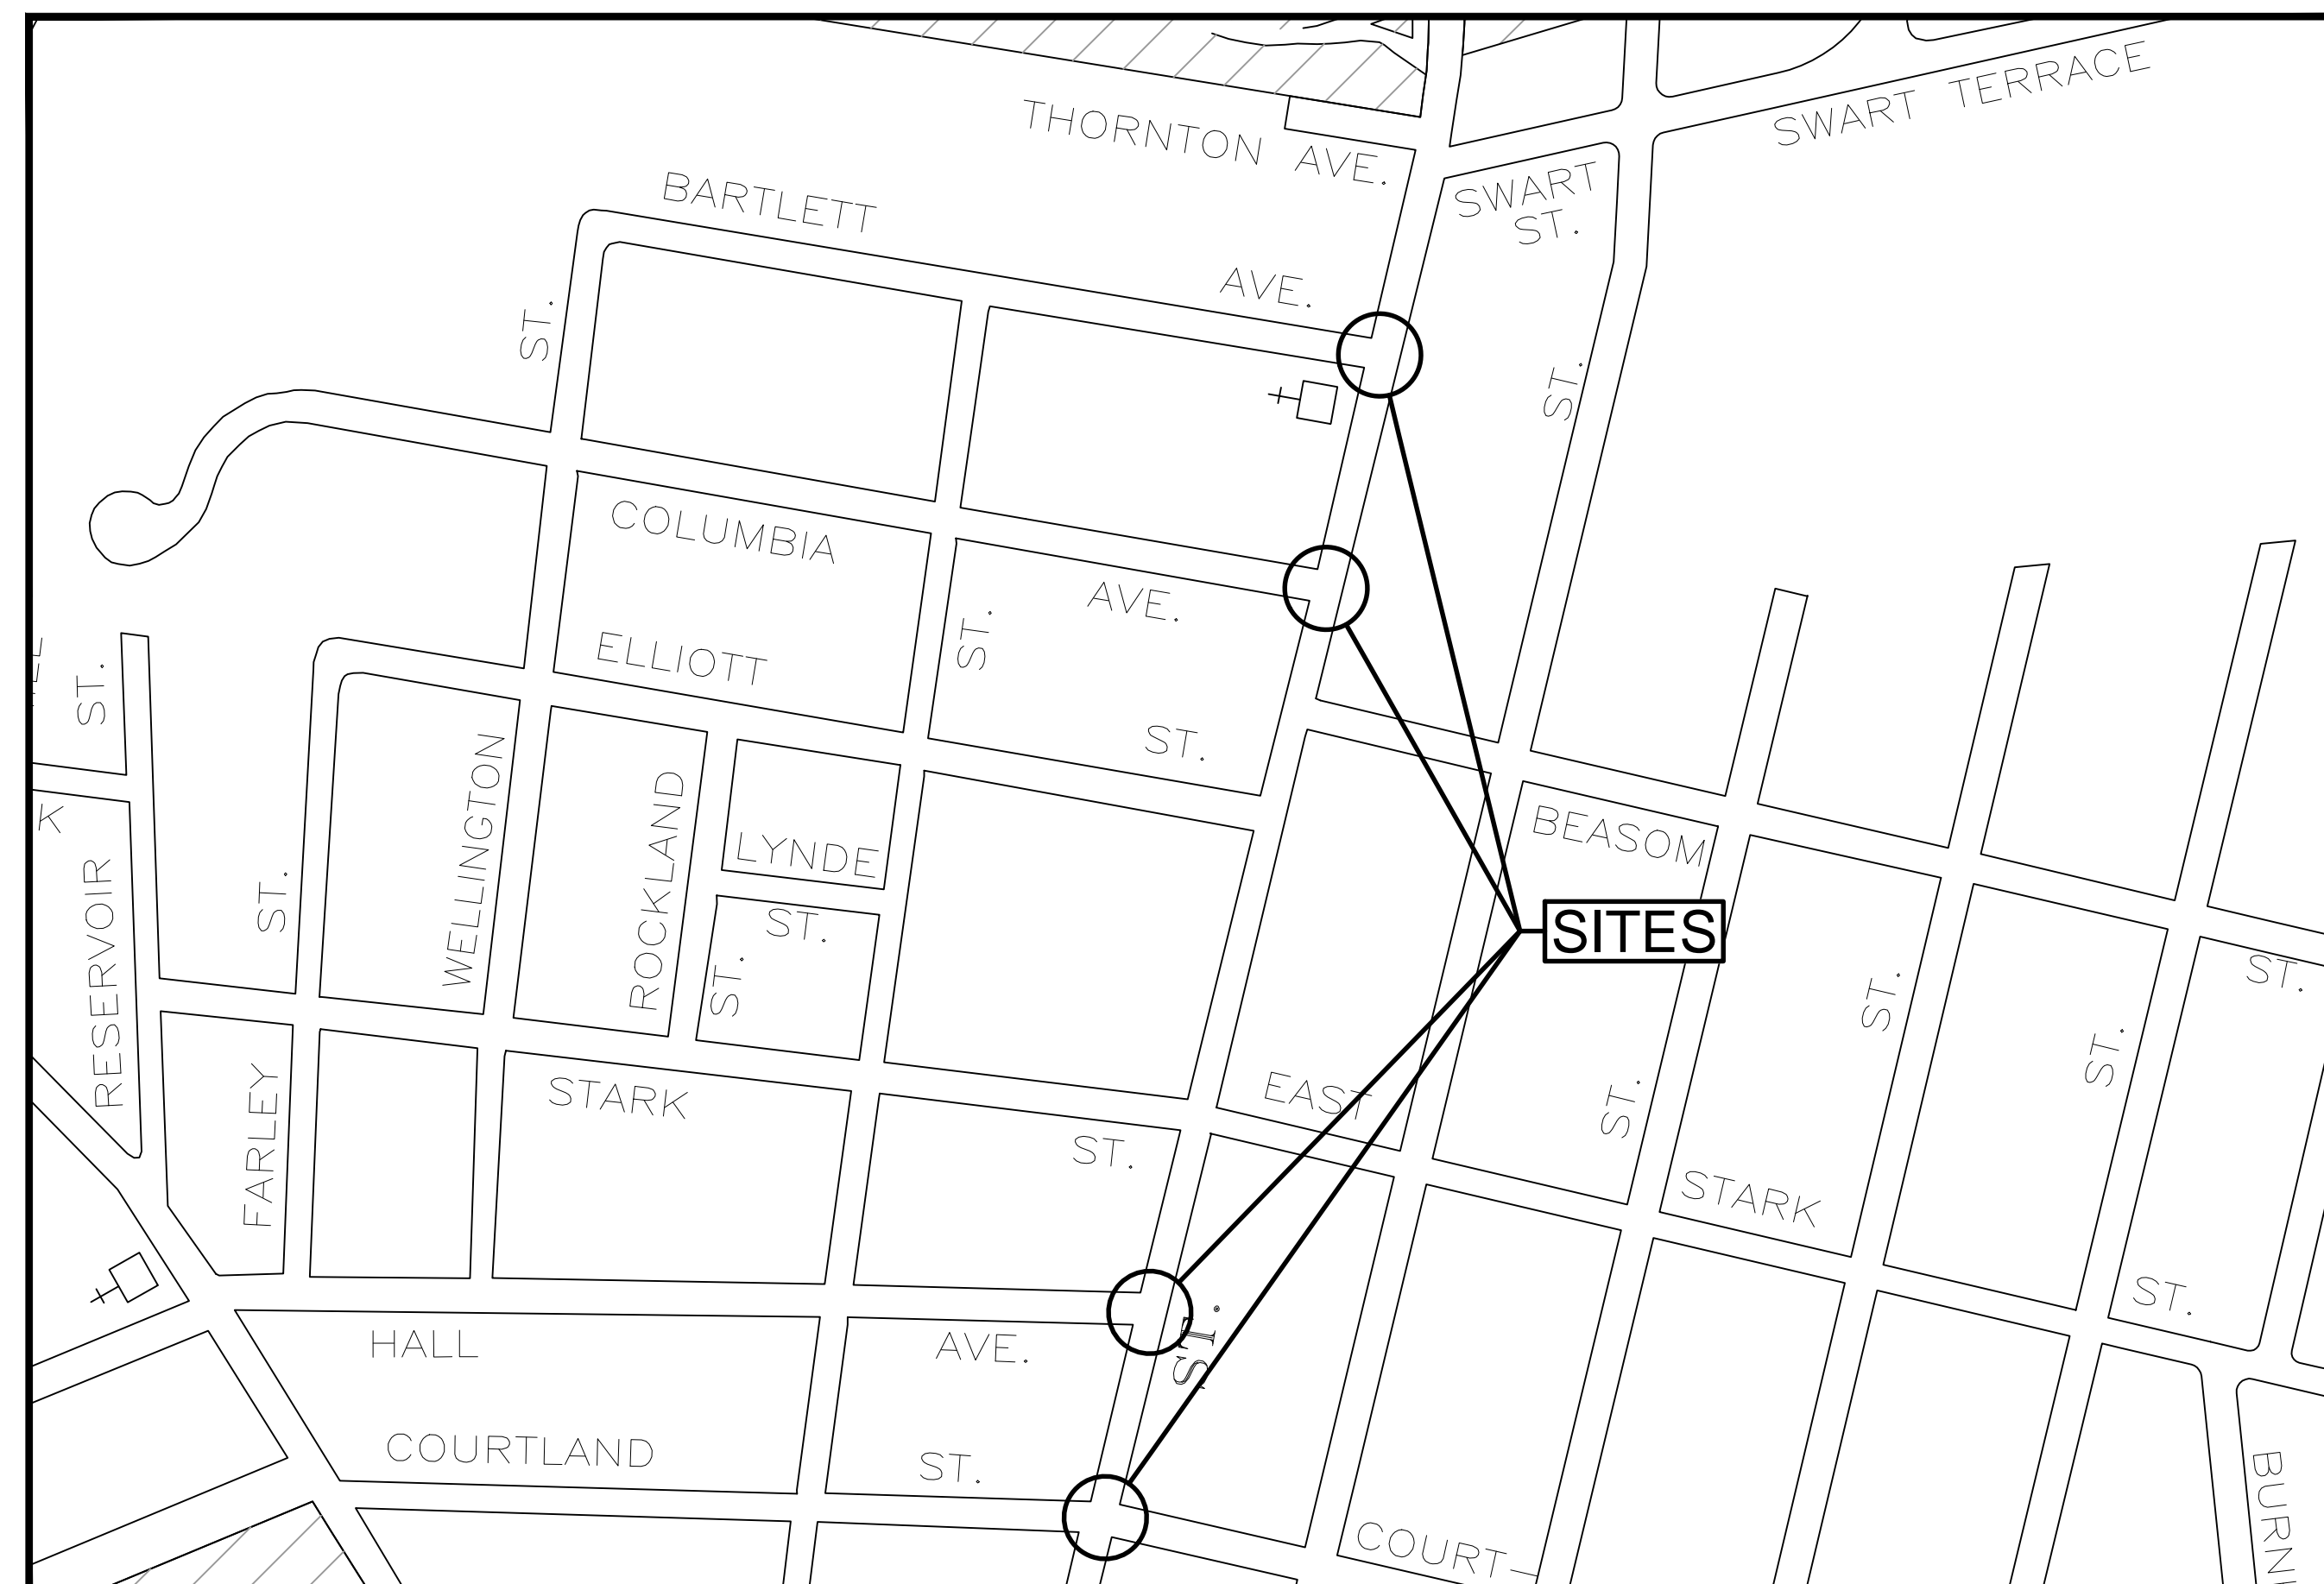 THORNTON AVE.
SWART TERRACE
SWART
ST.
BARTLETT AVE.
ST.
ST.
COLUMBIA AVE.
ST.
ELLIOTT ST.
ST.
K
RESERVOIR
WELLINGTON
ROCKLAND
LYNDE
ST.
ST.
ST.
BEASOM ST.
SITES
ST.
ST.
ST.
FARLEY
STARK ST.
EAST STARK ST.
HALL AVE.
ST.
COURTLAND ST.
COURT
BURN